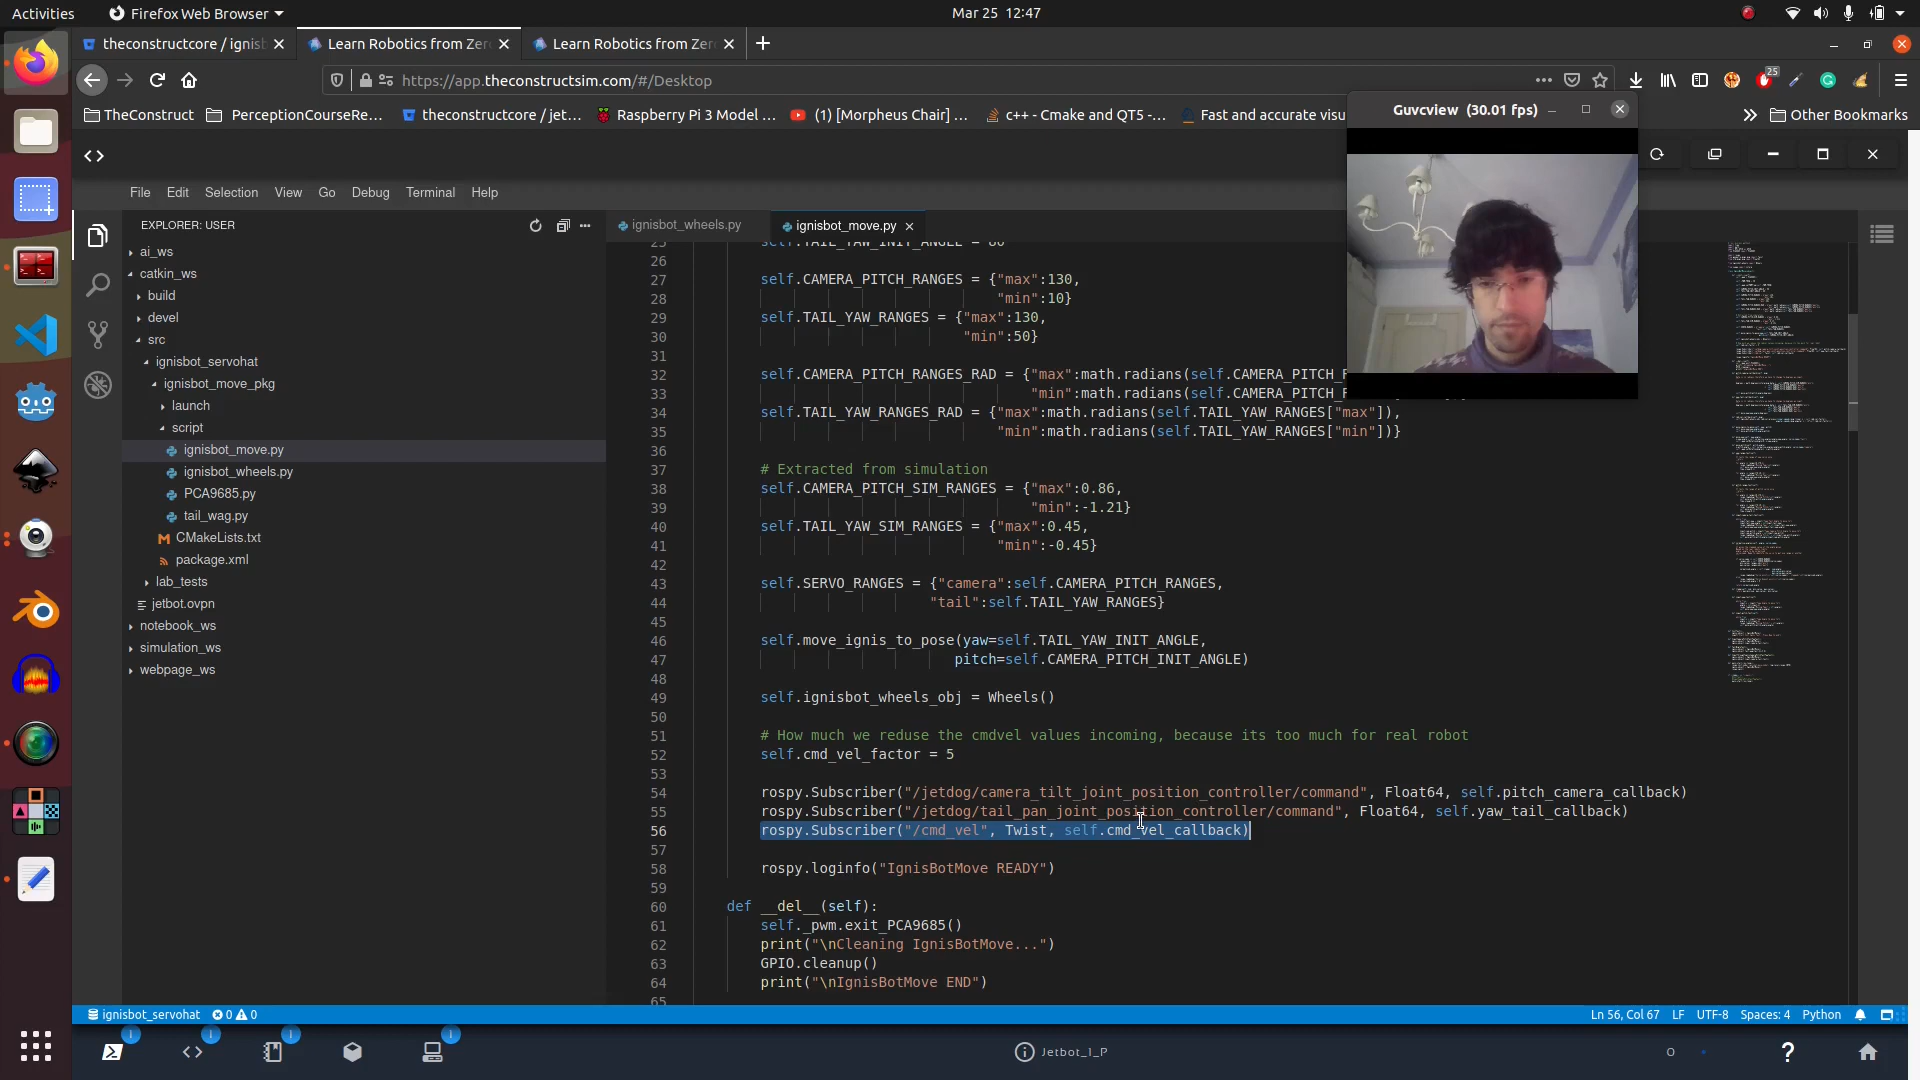 Activities
Firefox Web Browser
Mar 25 12:47
theconstructcore / ignis
Learn Robotics from Zer
Learn Robotics from Zer
https://app.theconstructsim.com/#/Desktop
25
TheConstruct
PerceptionCourseRe...
theconstructcore / jet...
Raspberry Pi 3 Model ...
(1) [Morpheus Chair] ...
c++ - Cmake and QT5 -...
Fast and accurate visu
Other Bookmarks
Guvcview (30.01 fps)
File Edit Selection View Go Debug Terminal Help
EXPLORER: USER
ai_ws
catkin_ws
build
devel
src
ignisbot_servohat
ignisbot_move_pkg
launch
script
ignisbot_move.py
ignisbot_wheels.py
PCA9685.py
tail_wag.py
CMakeLists.txt
package.xml
lab_tests
jetbot.ovpn
notebook_ws
simulation_ws
webpage_ws
ignisbot_wheels.py
ignisbot_move.py
25 self.TAIL_YAW_INIT_ANGLE = 80
26
27 self.CAMERA_PITCH_RANGES = {"max":130,
28 "min":10}
29 self.TAIL_YAW_RANGES = {"max":130,
30 "min":50}
31
32 self.CAMERA_PITCH_RANGES_RAD = {"max":math.radians(self.CAMERA_PITCH_
33 "min":math.radians(self.CAMERA_PITCH_
34 self.TAIL_YAW_RANGES_RAD = {"max":math.radians(self.TAIL_YAW_RANGES["max"]),
35 "min":math.radians(self.TAIL_YAW_RANGES["min"])}
36
37 # Extracted from simulation
38 self.CAMERA_PITCH_SIM_RANGES = {"max":0.86,
39 "min":-1.21}
40 self.TAIL_YAW_SIM_RANGES = {"max":0.45,
41 "min":-0.45}
42
43 self.SERVO_RANGES = {"camera":self.CAMERA_PITCH_RANGES,
44 "tail":self.TAIL_YAW_RANGES}
45
46 self.move_ignis_to_pose(yaw=self.TAIL_YAW_INIT_ANGLE,
47 pitch=self.CAMERA_PITCH_INIT_ANGLE)
48
49 self.ignisbot_wheels_obj = Wheels()
50
51 # How much we reduse the cmdvel values incoming, because its too much for real robot
52 self.cmd_vel_factor = 5
53
54 rospy.Subscriber("/jetdog/camera_tilt_joint_position_controller/command", Float64, self.pitch_camera_callback)
55 rospy.Subscriber("/jetdog/tail_pan_joint_position_controller/command", Float64, self.yaw_tail_callback)
56 rospy.Subscriber("/cmd_vel", Twist, self.cmd_vel_callback)
57
58 rospy.loginfo("IgnisBotMove READY")
59
60 def __del__(self):
61 self._pwm.exit_PCA9685()
62 print("\nCleaning IgnisBotMove...")
63 GPIO.cleanup()
64 print("\nIgnisBotMove END")
65
ignisbot_servohat 0 0
Ln 56, Col 67 LF UTF-8 Spaces: 4 Python
Jetbot_1_P